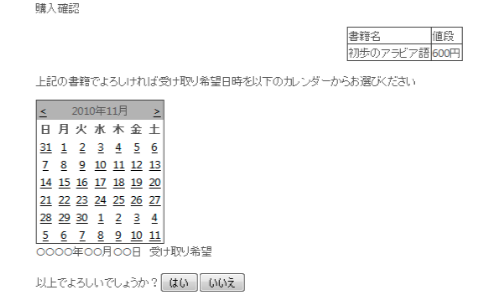 購入確認
書籍名 値段
初歩のアラビア語 600円
上記の書籍でよろしければ受け取り希望日時を以下のカレンダーからお選びください
< 2010年11月 >
日 月 火 水 木 金 土
31 1 2 3 4 5 6
7 8 9 10 11 12 13
14 15 16 17 18 19 20
21 22 23 24 25 26 27
28 29 30 1 2 3 4
5 6 7 8 9 10 11
○○○○年○○月○○日 受け取り希望
以上でよろしいでしょうか？ はい いいえ